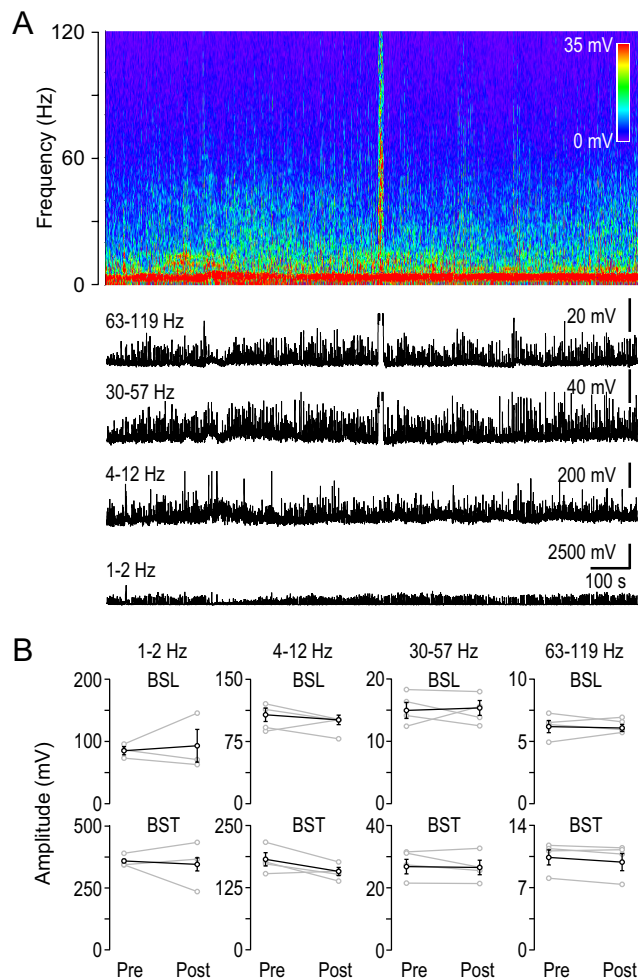 A
120
60
0
Frequency (Hz)
35 mV
0 mV
63-119 Hz
20 mV
30-57 Hz
40 mV
4-12 Hz
200 mV
1-2 Hz
2500 mV
100 s
B
1-2 Hz 4-12 Hz 30-57 Hz 63-119 Hz
BSL BSL BSL BSL
200 150 20 10
100 75 15 5
0 0 0 0
Amplitude (mV)
BST BST BST BST
500 250 40 14
350 125 20 7
0 0 0 0
Pre Post Pre Post Pre Post Pre Post